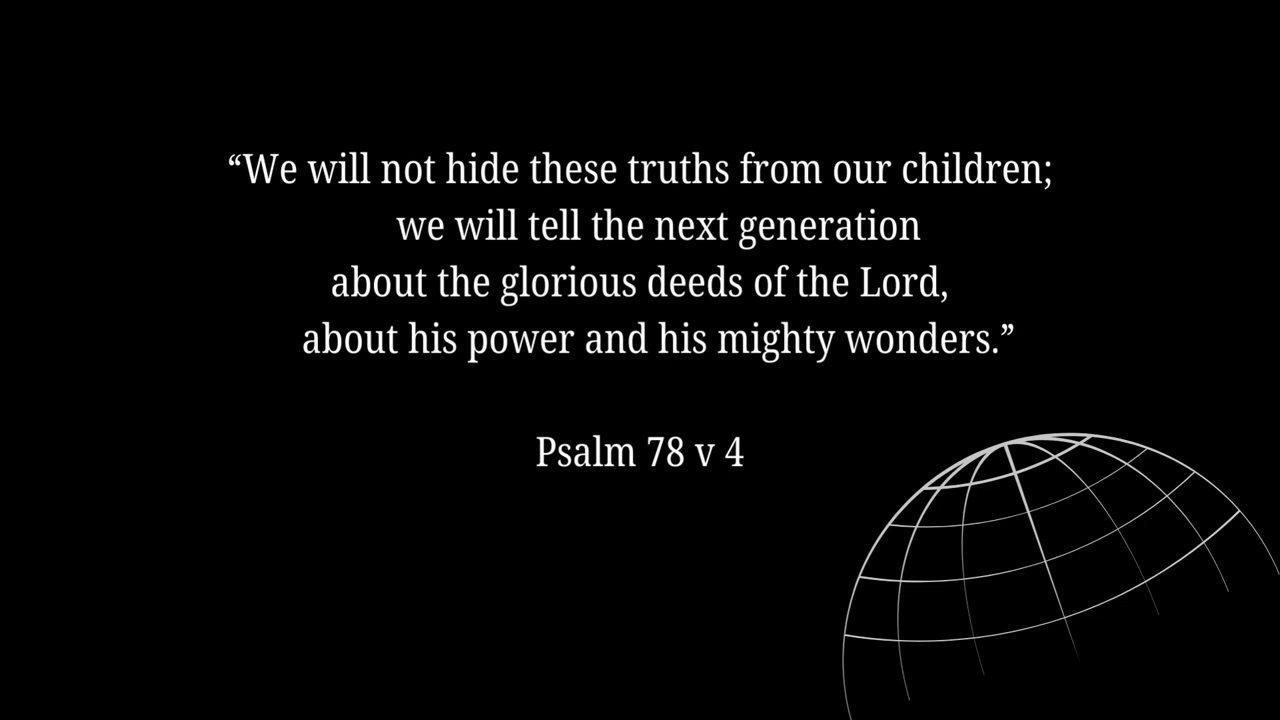 “We will not hide these truths from our children;
we will tell the next generation
about the glorious deeds of the Lord,
about his power and his mighty wonders.”
Psalm 78 v 4